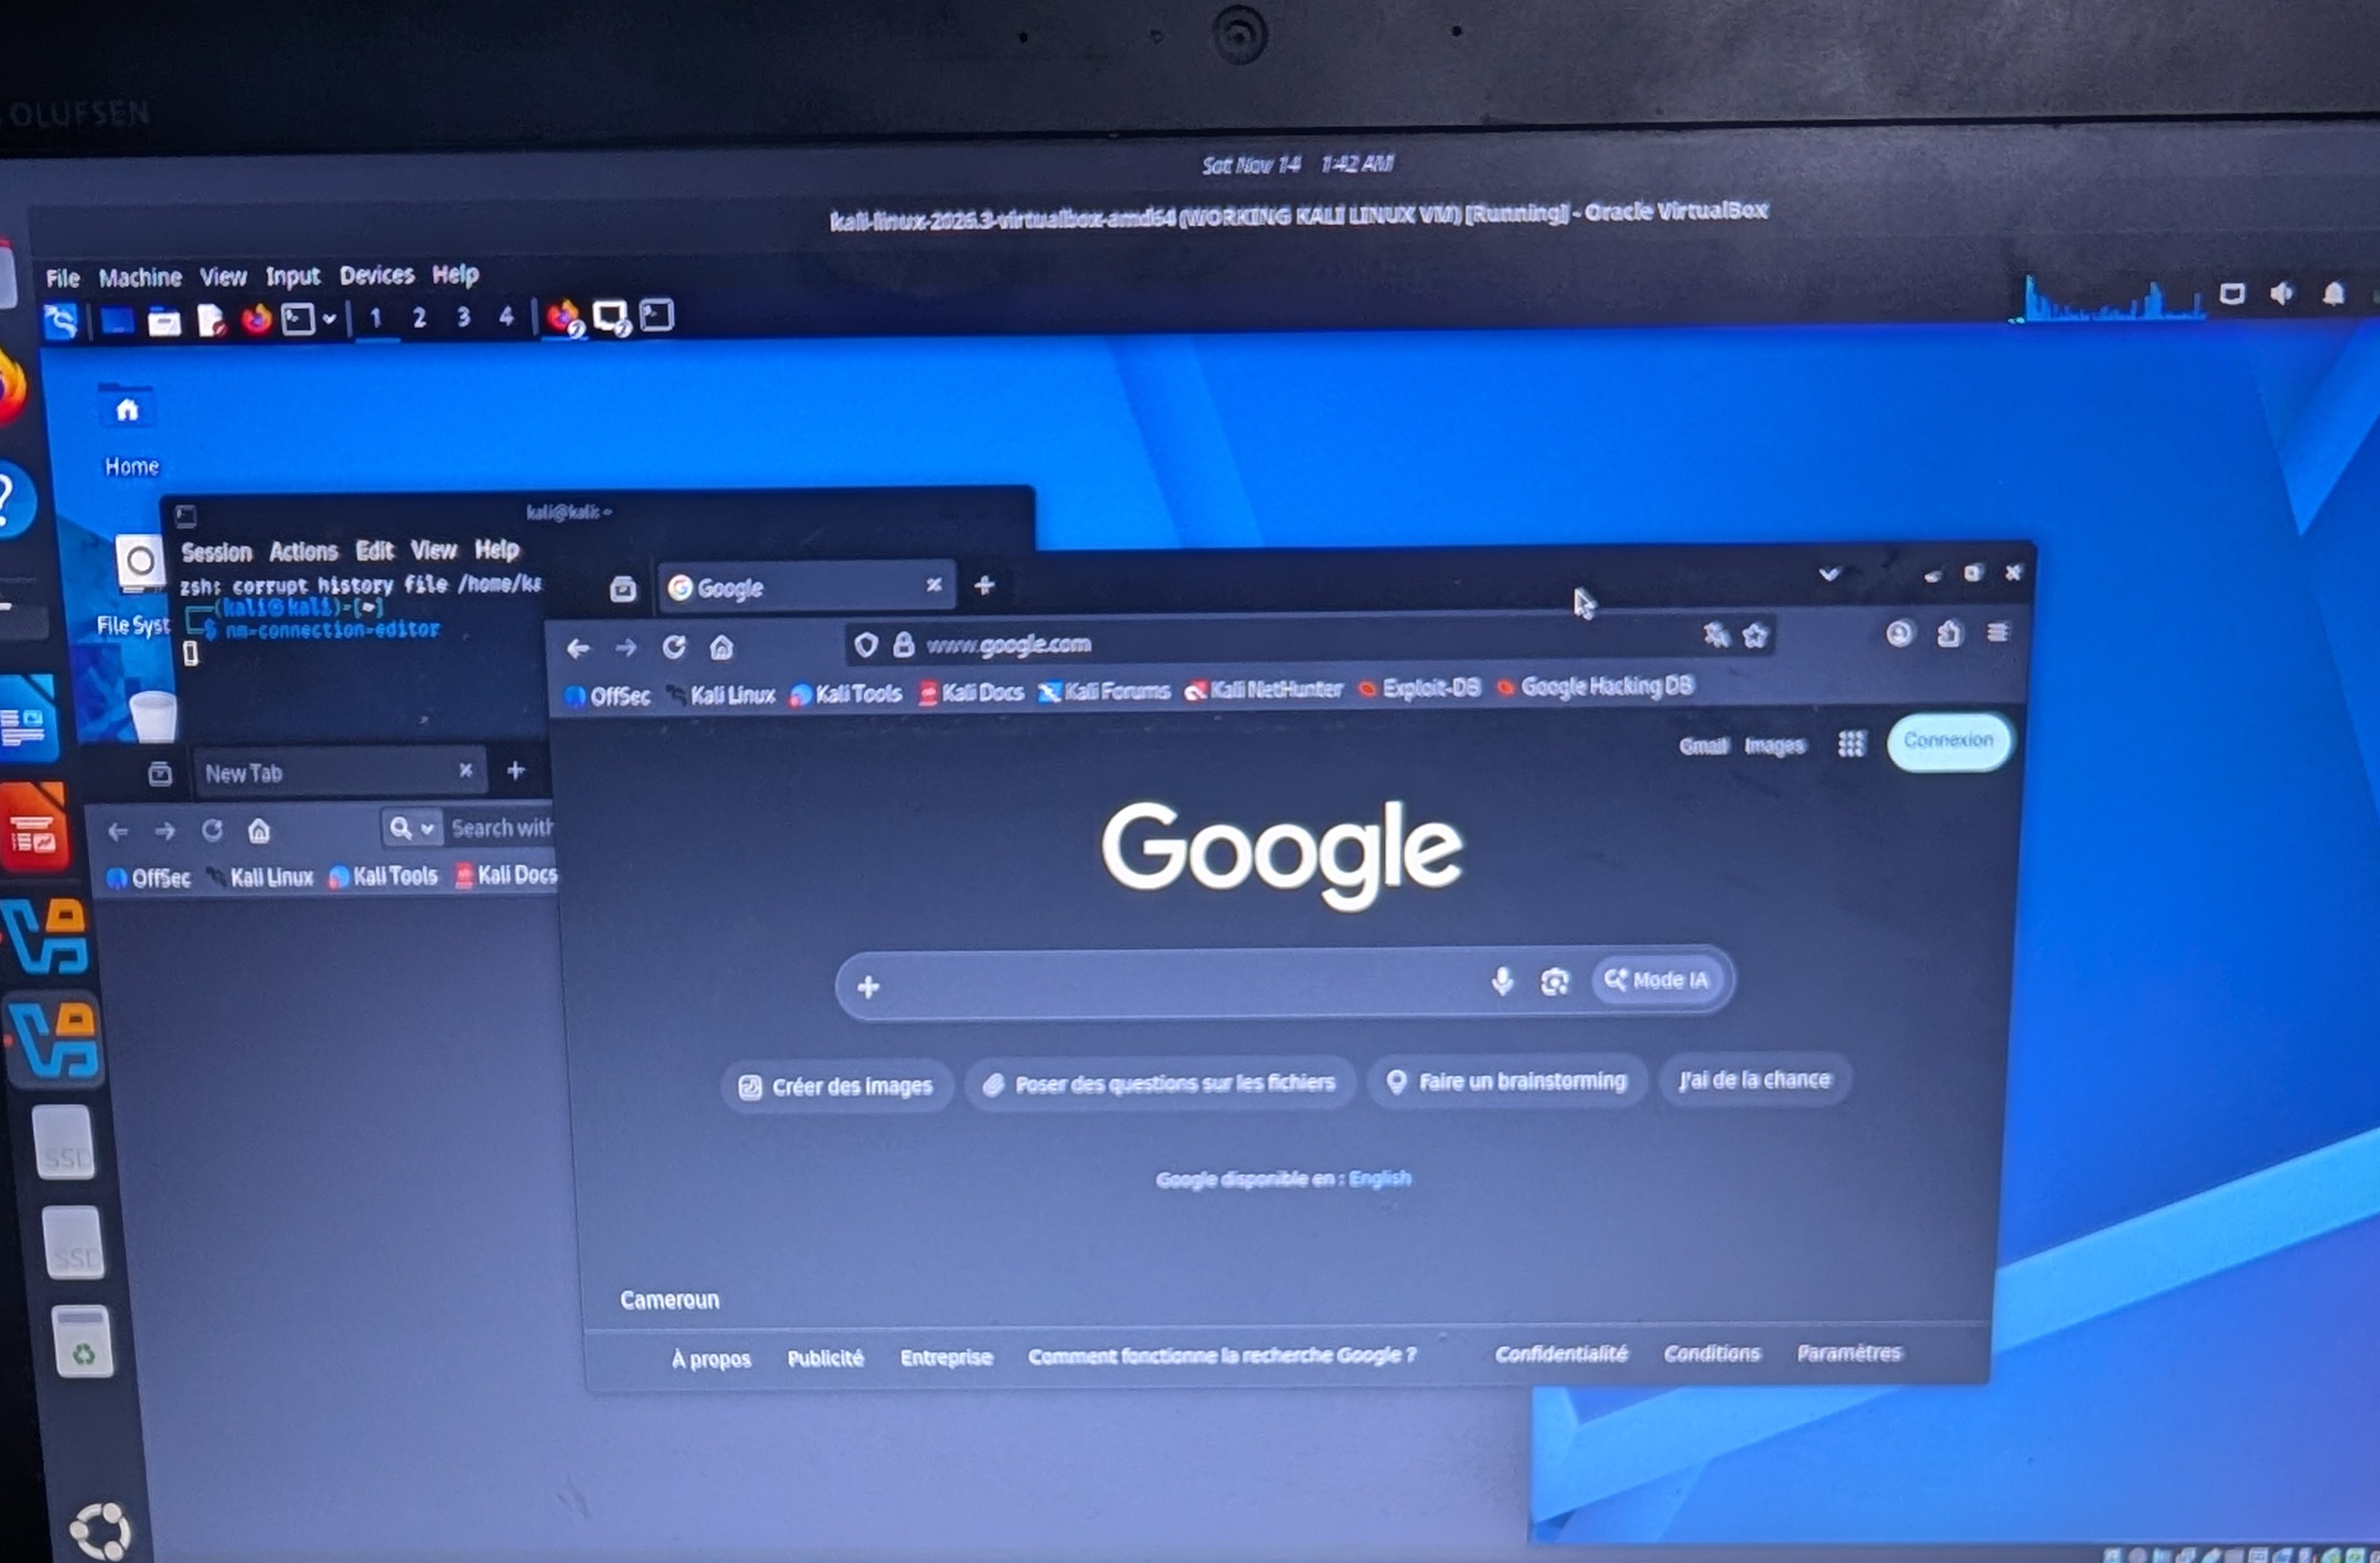 OLUFSEN
Sat Nov 14 1:42 AM
kali-linux-2026.3-virtualbox-amd64 (WORKING KALI LINUX VM) [Running] - Oracle VirtualBox
File Machine View Input Devices Help
1 2 3 4
Home
kali@kali: ~
Session Actions Edit View Help
zsh: corrupt history file /home/ka
(kali㉿kali)-[~]
$ nm-connection-editor
File Syst
Google
www.google.com
OffSec Kali Linux Kali Tools Kali Docs Kali Forums Kali NetHunter Exploit-DB Google Hacking DB
Gmail Images Connexion
New Tab
Search with
OffSec Kali Linux Kali Tools Kali Docs
Google
Mode IA
Créer des images Poser des questions sur les fichiers Faire un brainstorming J'ai de la chance
Google disponible en : English
SSD
SSD
Cameroun
À propos Publicité Entreprise Comment fonctionne la recherche Google ? Confidentialité Conditions Paramètres